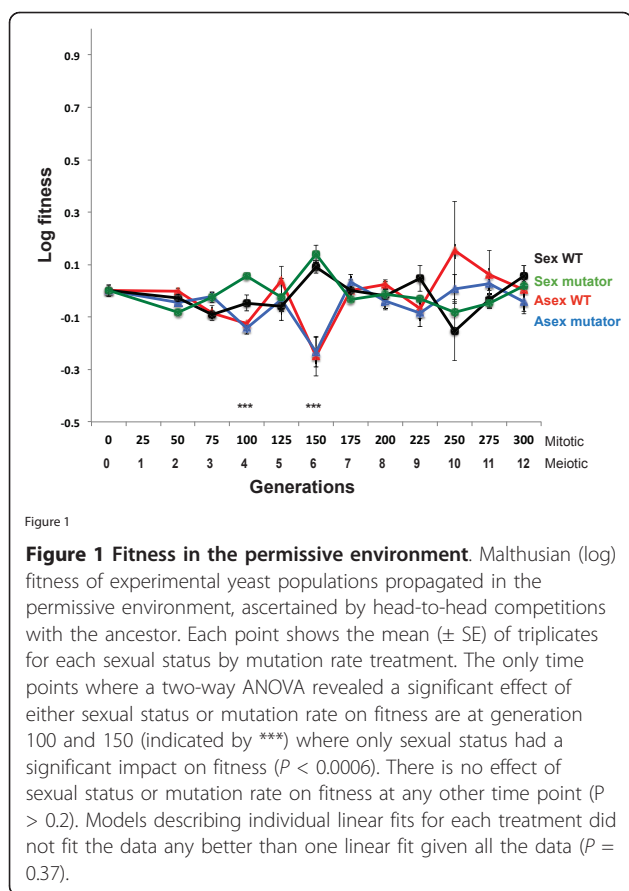 0.9
0.7
0.5
0.3
0.1
-0.1
-0.3
-0.5
Log fitness
Sex WT
Sex mutator
Asex WT
Asex mutator
*** ***
0 25 50 75 100 125 150 175 200 225 250 275 300 Mitotic
0 1 2 3 4 5 6 7 8 9 10 11 12 Meiotic
Generations
Figure 1
Figure 1 Fitness in the permissive environment. Malthusian (log)
fitness of experimental yeast populations propagated in the
permissive environment, ascertained by head-to-head competitions
with the ancestor. Each point shows the mean (± SE) of triplicates
for each sexual status by mutation rate treatment. The only time
points where a two-way ANOVA revealed a significant effect of
either sexual status or mutation rate on fitness are at generation
100 and 150 (indicated by ***) where only sexual status had a
significant impact on fitness (P < 0.0006). There is no effect of
sexual status or mutation rate on fitness at any other time point (P
> 0.2). Models describing individual linear fits for each treatment did
not fit the data any better than one linear fit given all the data (P =
0.37).